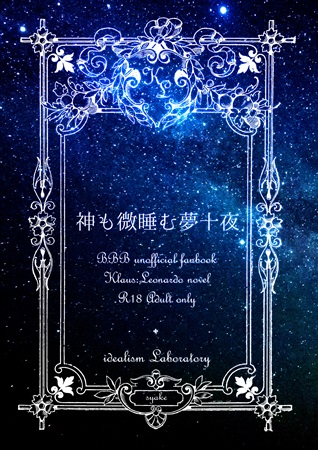 K L
神も微睡む夢十夜
BBB unofficial fanbook
Klaus;Leonardo novel
R18 Adult only
idealism Laboratory
syake